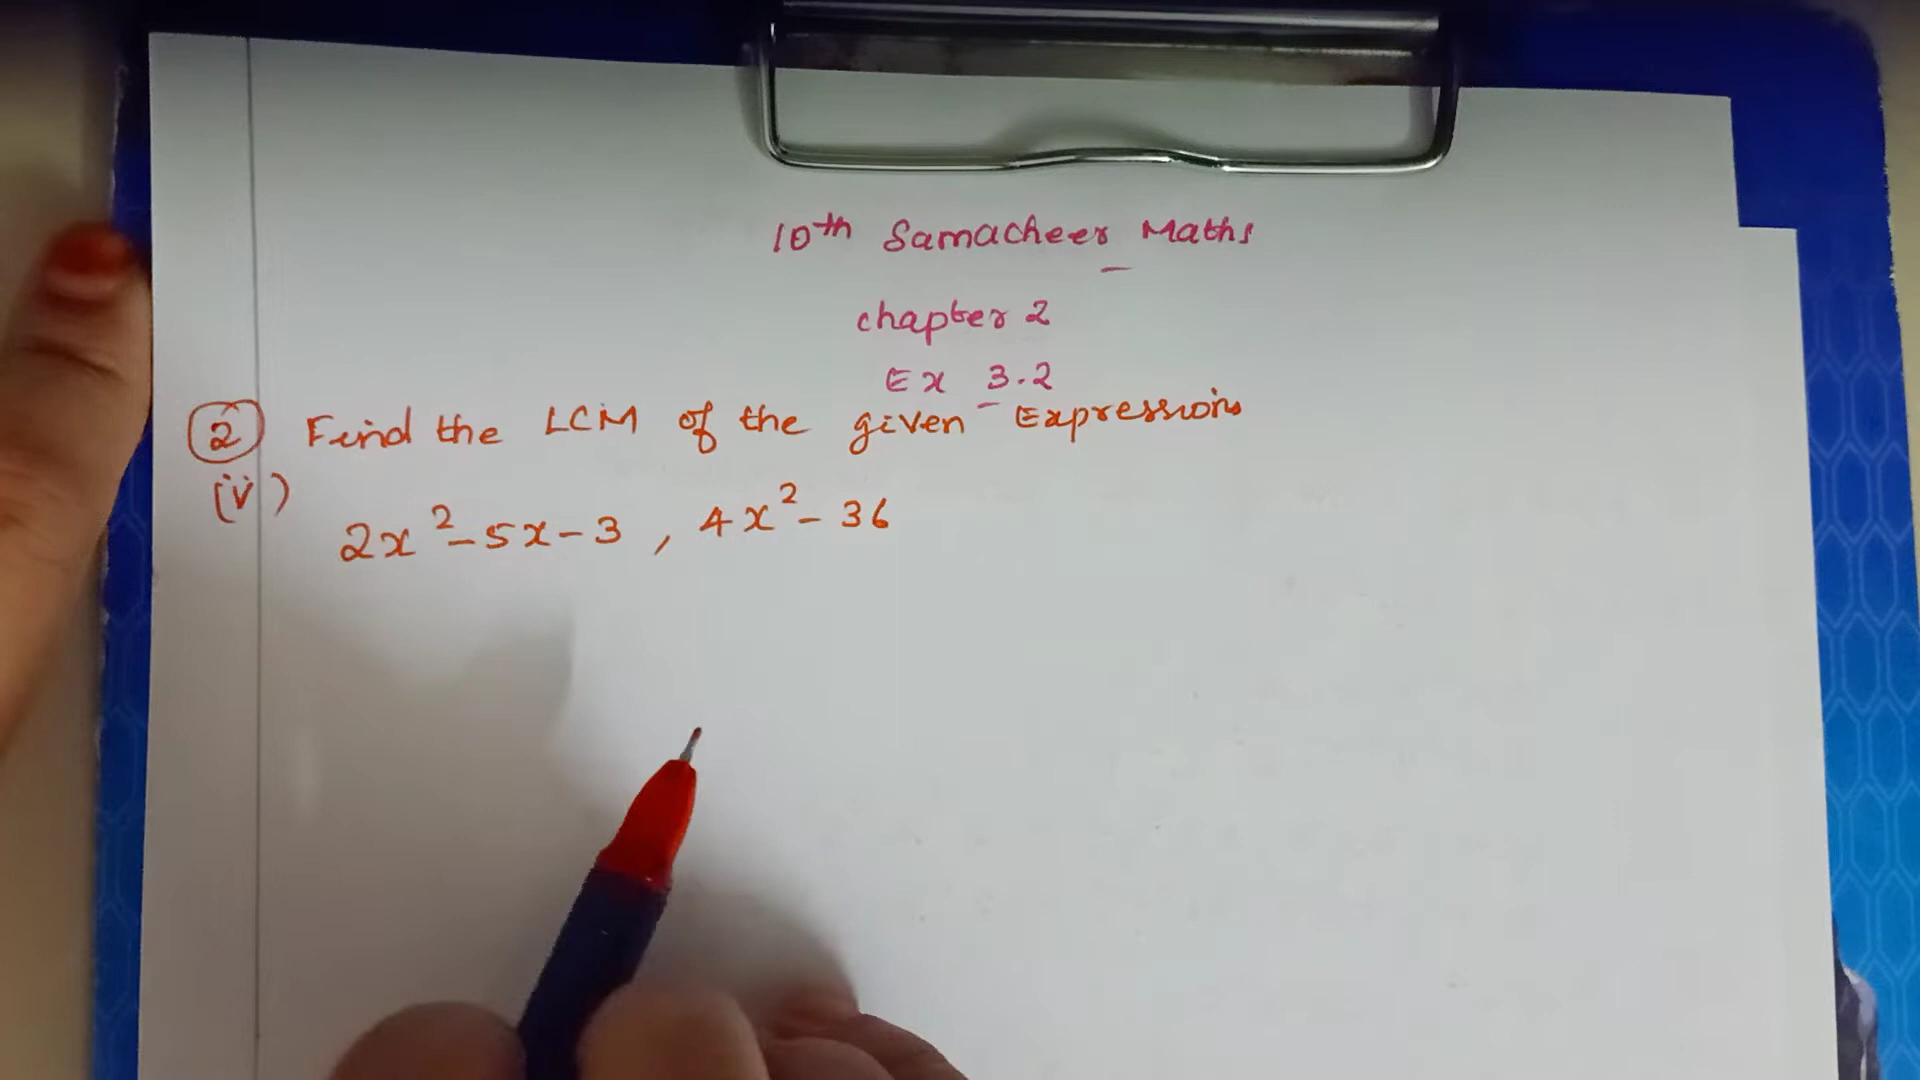 10th Samacheer Maths
chapter 2
Ex 3.2
2 Find the LCM of the given Expressions
(v)
2x²-5x-3, 4x²-36